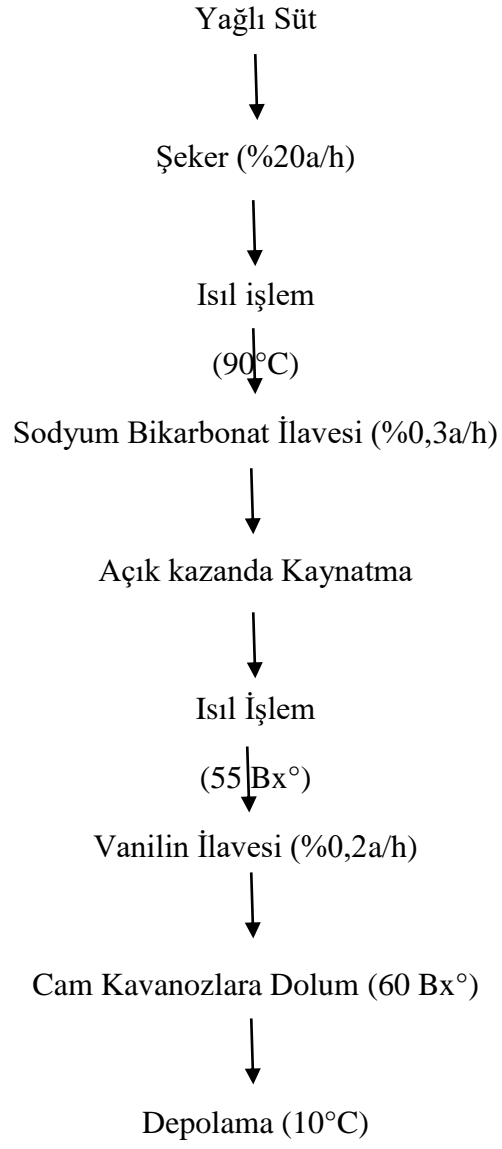 Yağlı Süt
Şeker (%20a/h)
Isıl işlem
(90°C)
Sodyum Bikarbonat İlavesi (%0,3a/h)
Açık kazanda Kaynatma
Isıl İşlem
(55 Bx°)
Vanilin İlavesi (%0,2a/h)
Cam Kavanozlara Dolum (60 Bx°)
Depolama (10°C)